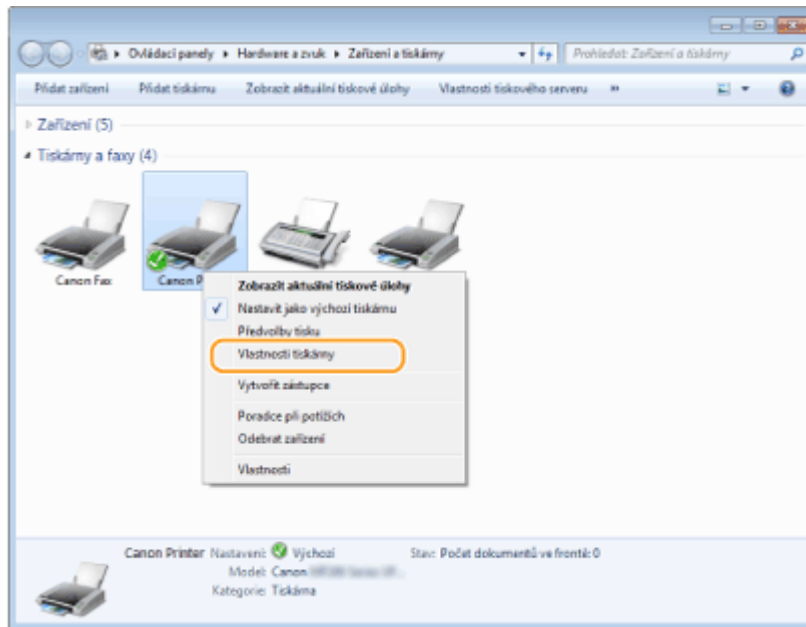 Ovládací panely ▸ Hardware a zvuk ▸ Zařízení a tiskárny
Prohledat: Zařízení a tiskárny
Přidat zařízení Přidat tiskárnu Zobrazit aktuální tiskové úlohy Vlastnosti tiskového serveru »
Zařízení (5)
Tiskárny a faxy (4)
Canon Fax
Canon P
Zobrazit aktuální tiskové úlohy
Nastavit jako výchozí tiskárnu
Předvolby tisku
Vlastnosti tiskárny
Vytvořit zástupce
Poradce při potížích
Odebrat zařízení
Vlastnosti
Canon Printer Nastavení: Výchozí Stav: Počet dokumentů ve frontě: 0
Model: Canon
Kategorie: Tiskárna